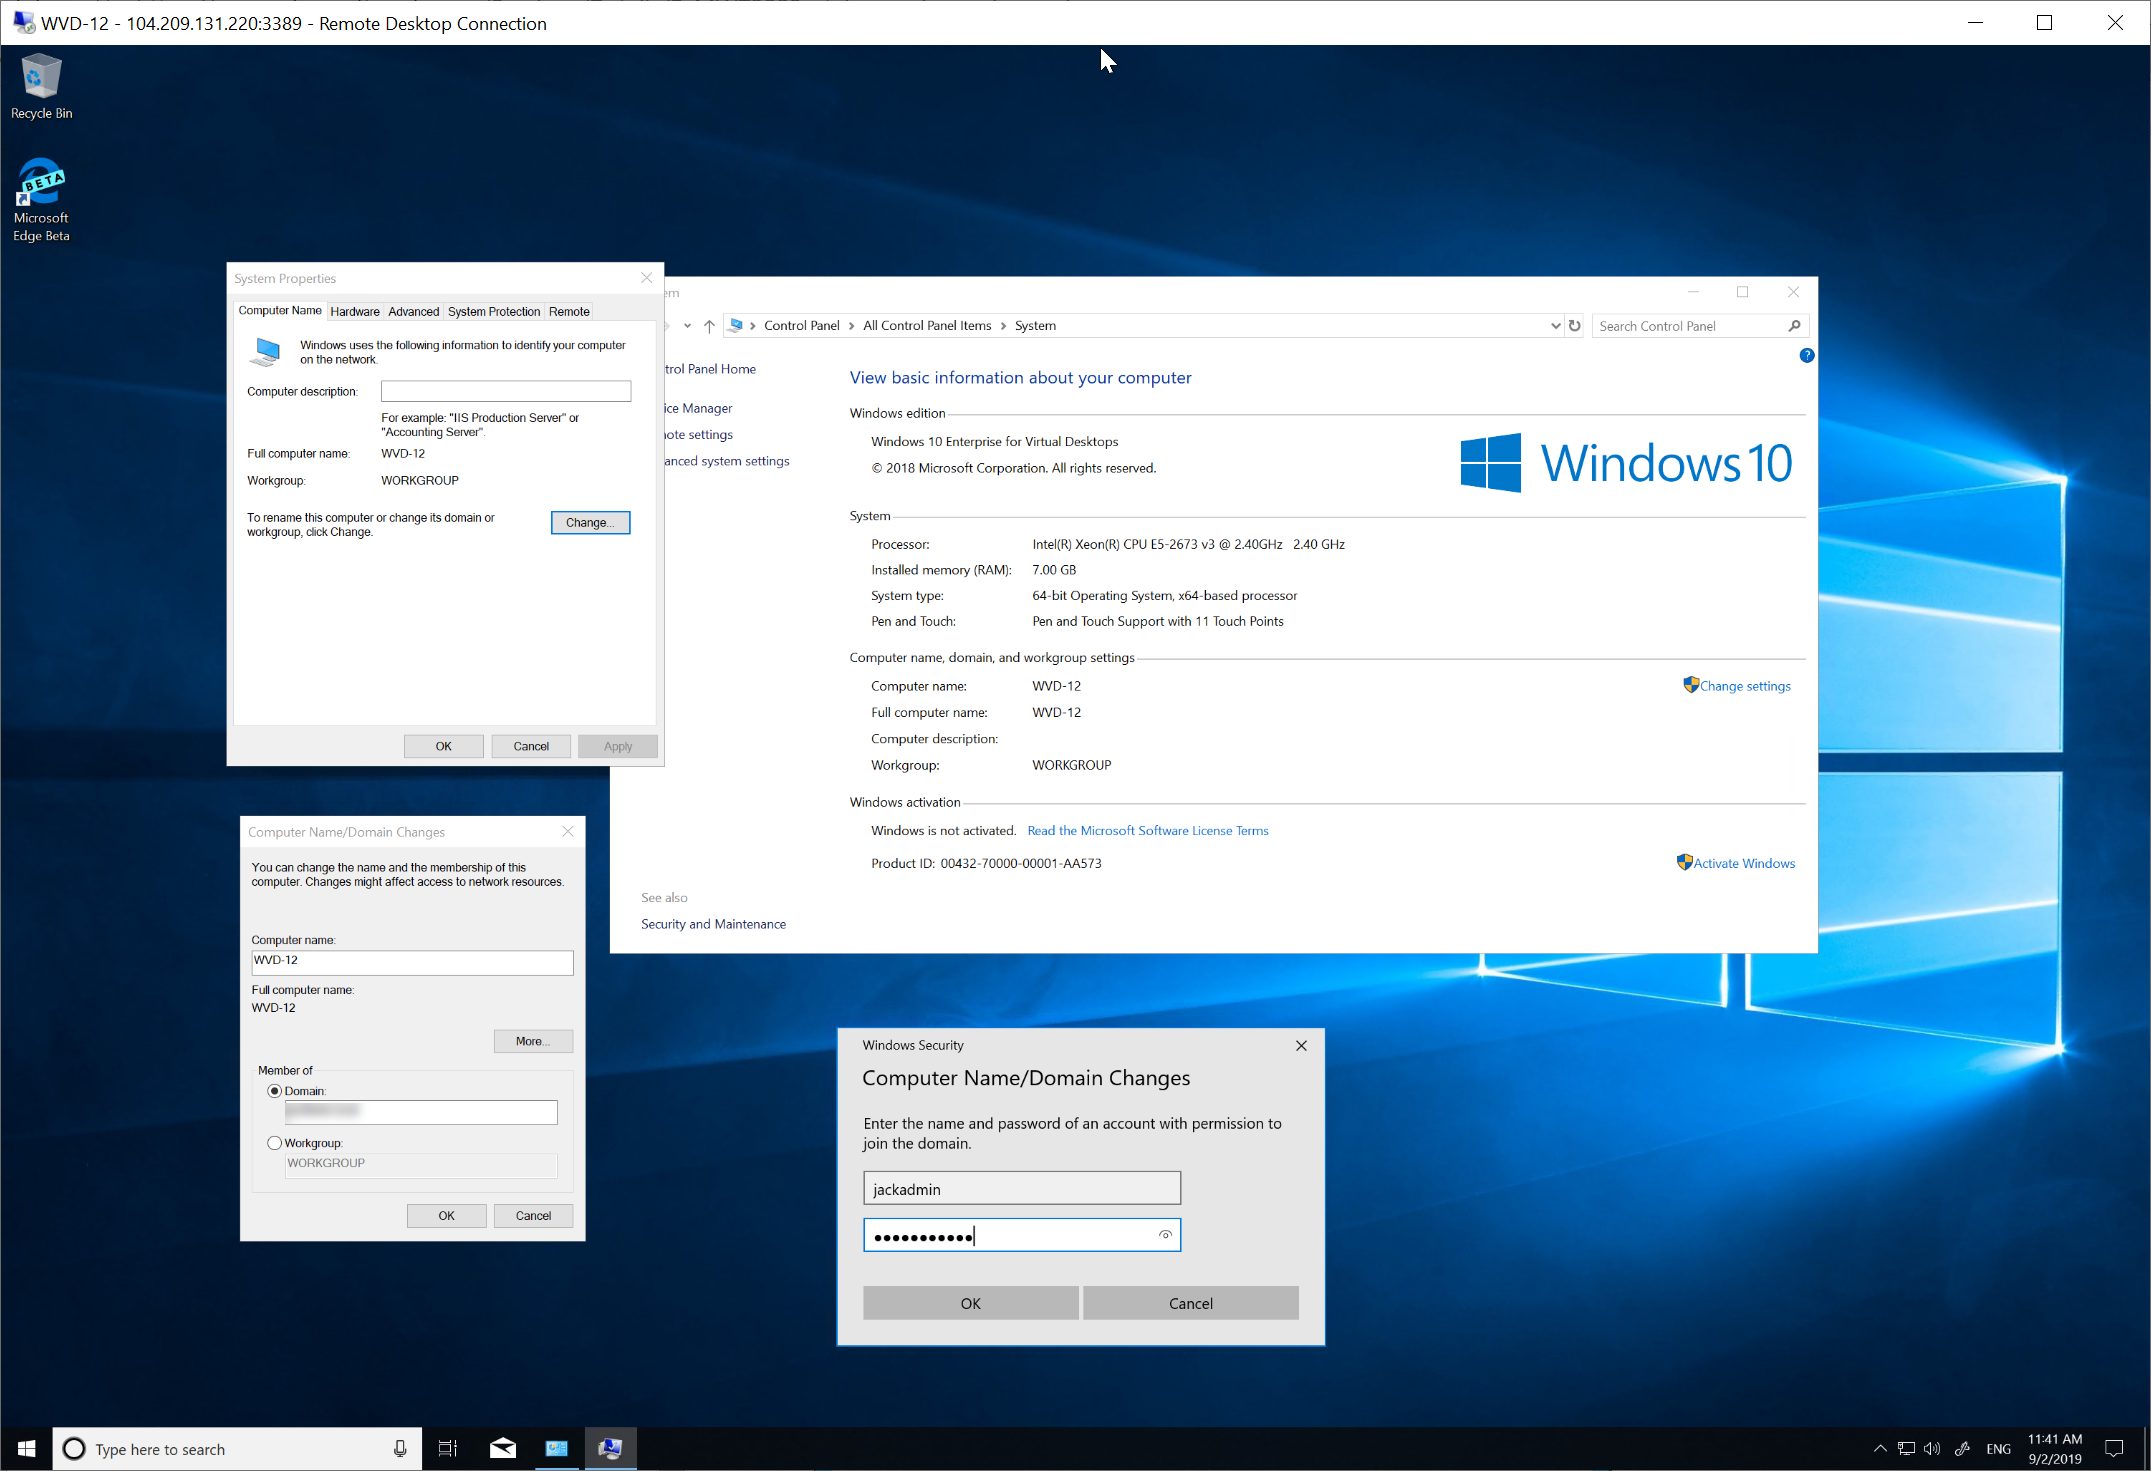 WVD-12 - 104.209.131.220:3389 - Remote Desktop Connection
Recycle Bin
Microsoft
Edge Beta
BETA
System Properties
Computer Name
Hardware
Advanced
System Protection
Remote
Windows uses the following information to identify your computer
on the network.
Computer description:
For example: "IIS Production Server" or
"Accounting Server".
Full computer name: WVD-12
Workgroup: WORKGROUP
To rename this computer or change its domain or
workgroup, click Change.
Change...
OK
Cancel
Apply
em
Control Panel
All Control Panel Items
System
Search Control Panel
trol Panel Home
ice Manager
note settings
anced system settings
See also
Security and Maintenance
View basic information about your computer
Windows edition
Windows 10 Enterprise for Virtual Desktops
© 2018 Microsoft Corporation. All rights reserved.
Windows 10
System
Processor: Intel(R) Xeon(R) CPU E5-2673 v3 @ 2.40GHz 2.40 GHz
Installed memory (RAM): 7.00 GB
System type: 64-bit Operating System, x64-based processor
Pen and Touch: Pen and Touch Support with 11 Touch Points
Computer name, domain, and workgroup settings
Computer name: WVD-12
Change settings
Full computer name: WVD-12
Computer description:
Workgroup: WORKGROUP
Windows activation
Windows is not activated. Read the Microsoft Software License Terms
Product ID: 00432-70000-00001-AA573
Activate Windows
Computer Name/Domain Changes
You can change the name and the membership of this
computer. Changes might affect access to network resources.
Computer name:
WVD-12
Full computer name:
WVD-12
More...
Member of
Domain:
Workgroup:
WORKGROUP
OK
Cancel
Windows Security
Computer Name/Domain Changes
Enter the name and password of an account with permission to
join the domain.
jackadmin
OK
Cancel
Type here to search
ENG
11:41 AM
9/2/2019